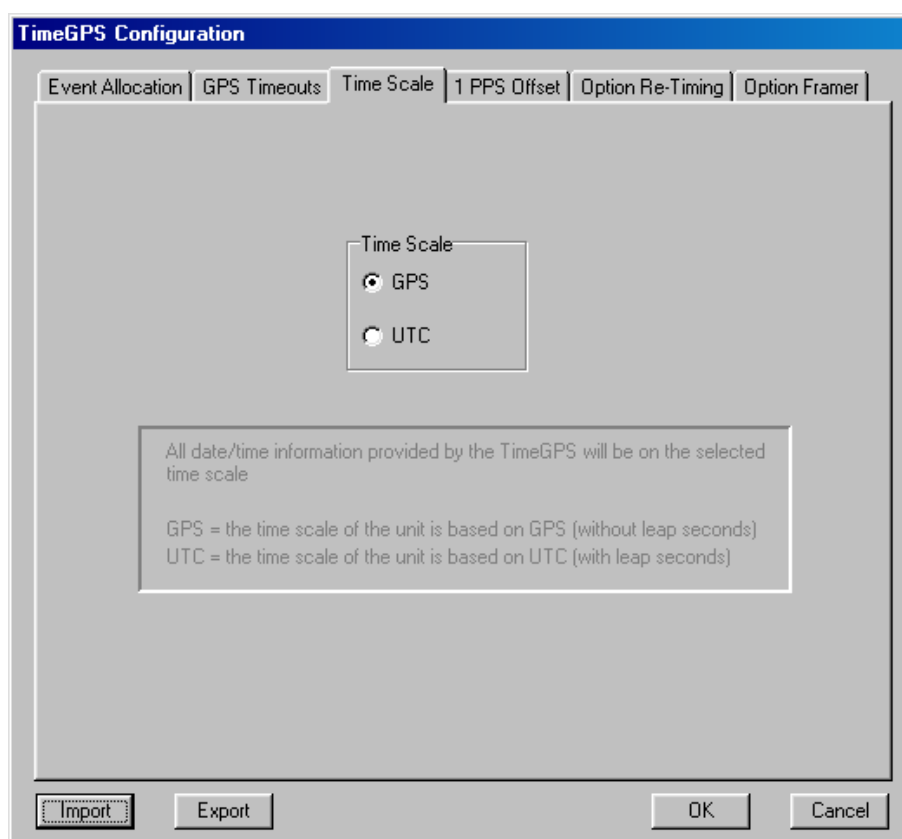 TimeGPS Configuration
Event Allocation
GPS Timeouts
Time Scale
1 PPS Offset
Option Re-Timing
Option Framer
Time Scale
GPS
UTC
All date/time information provided by the TimeGPS will be on the selected
time scale
GPS = the time scale of the unit is based on GPS (without leap seconds)
UTC = the time scale of the unit is based on UTC (with leap seconds)
Import
Export
OK
Cancel